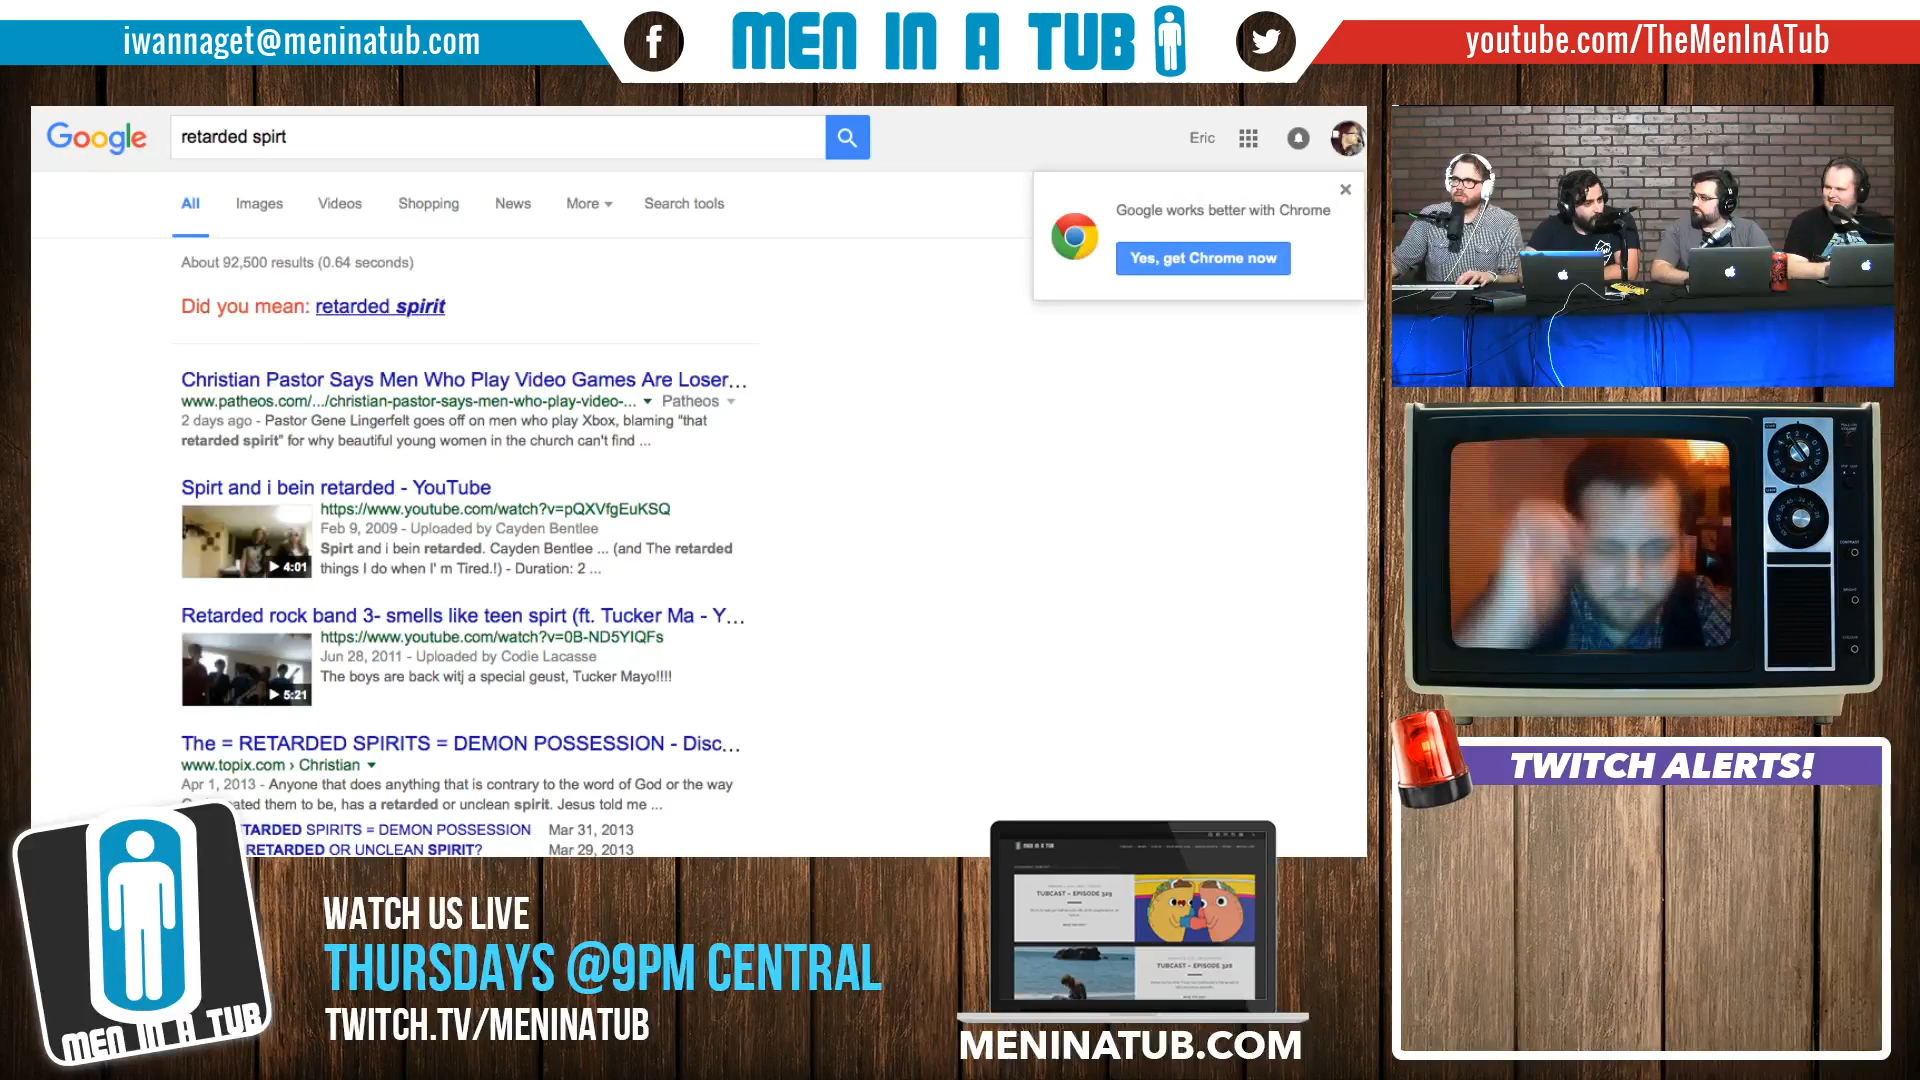 iwannaget@meninatub.com
MEN IN A TUB
youtube.com/TheMenInATub
Google
retarded spirt
Eric
All Images Videos Shopping News More Search tools
Google works better with Chrome
Yes, get Chrome now
About 92,500 results (0.64 seconds)
Did you mean: retarded spirit
Christian Pastor Says Men Who Play Video Games Are Loser...
www.patheos.com/.../christian-pastor-says-men-who-play-video-... Patheos
2 days ago - Pastor Gene Lingerfelt goes off on men who play Xbox, blaming "that
retarded spirit" for why beautiful young women in the church can't find ...
Spirt and i bein retarded - YouTube
https://www.youtube.com/watch?v=pQXVfgEuKSQ
Feb 9, 2009 - Uploaded by Cayden Bentlee
Spirt and i bein retarded. Cayden Bentlee ... (and The retarded
things I do when I' m Tired.!) - Duration: 2 ...
4:01
Retarded rock band 3- smells like teen spirt (ft. Tucker Ma - Y...
https://www.youtube.com/watch?v=0B-ND5YIQFs
Jun 28, 2011 - Uploaded by Codie Lacasse
The boys are back witj a special geust, Tucker Mayo!!!!
5:21
The = RETARDED SPIRITS = DEMON POSSESSION - Disc...
www.topix.com › Christian
Apr 1, 2013 - Anyone that does anything that is contrary to the word of God or the way
ated them to be, has a retarded or unclean spirit. Jesus told me ...
TARDED SPIRITS = DEMON POSSESSION Mar 31, 2013
RETARDED OR UNCLEAN SPIRIT? Mar 29, 2013
TWITCH ALERTS!
MEN IN A TUB
WATCH US LIVE
THURSDAYS @9PM CENTRAL
TWITCH.TV/MENINATUB
MEN IN A TUB
TUBCAST - EPISODE 329
TUBCAST - EPISODE 328
MENINATUB.COM